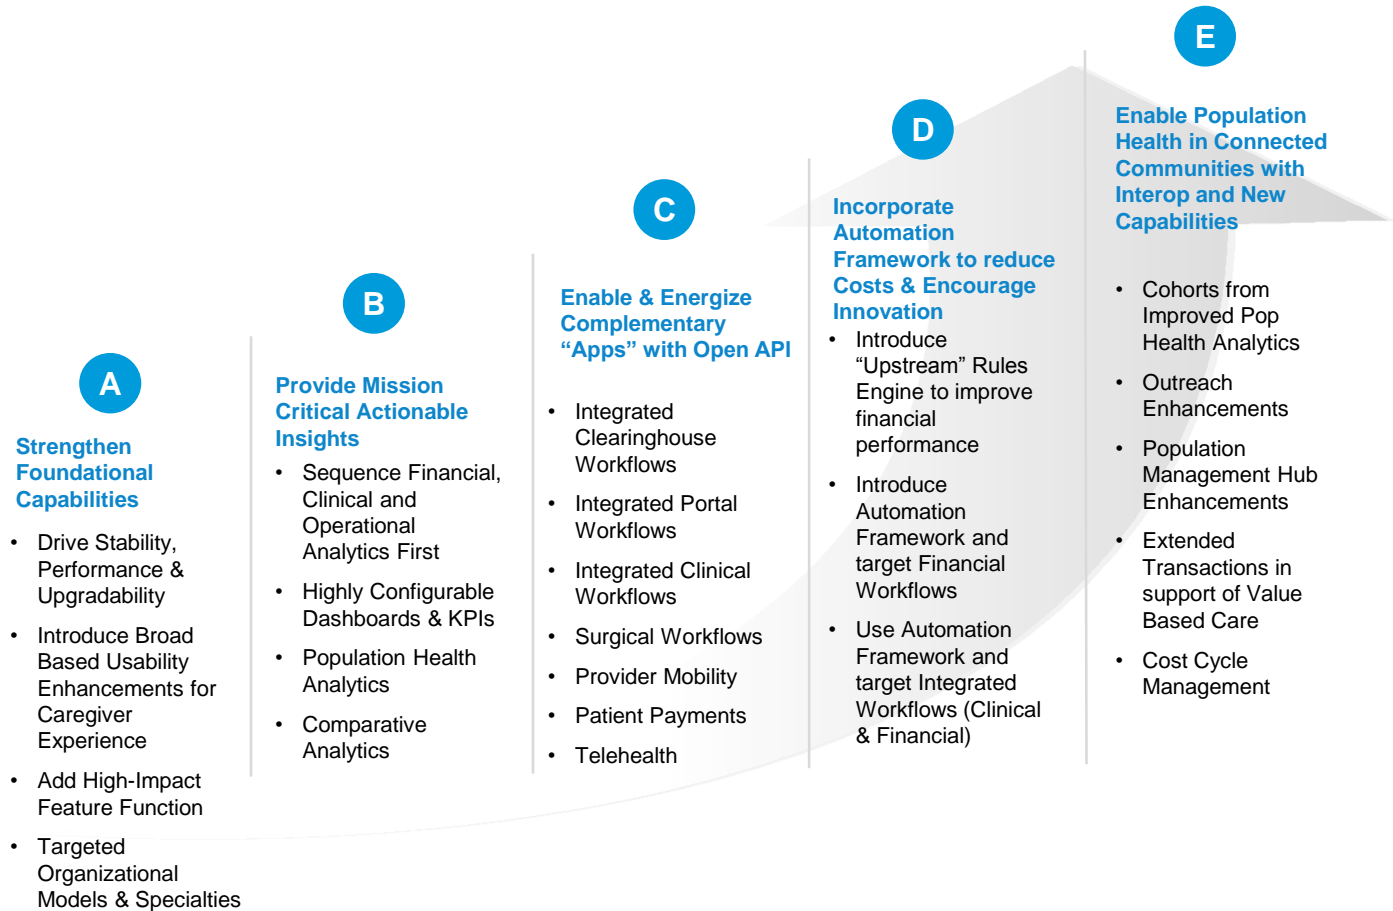 A
Strengthen
Foundational
Capabilities
• Drive Stability,
Performance &
Upgradability
• Introduce Broad
Based Usability
Enhancements for
Caregiver
Experience
• Add High-Impact
Feature Function
• Targeted
Organizational
Models & Specialties
B
Provide Mission
Critical Actionable
Insights
• Sequence Financial,
Clinical and
Operational
Analytics First
• Highly Configurable
Dashboards & KPIs
• Population Health
Analytics
• Comparative
Analytics
C
Enable & Energize
Complementary
“Apps” with Open API
• Integrated
Clearinghouse
Workflows
• Integrated Portal
Workflows
• Integrated Clinical
Workflows
• Surgical Workflows
• Provider Mobility
• Patient Payments
• Telehealth
D
Incorporate
Automation
Framework to reduce
Costs & Encourage
Innovation
• Introduce
“Upstream” Rules
Engine to improve
financial
performance
• Introduce
Automation
Framework and
target Financial
Workflows
• Use Automation
Framework and
target Integrated
Workflows (Clinical
& Financial)
E
Enable Population
Health in Connected
Communities with
Interop and New
Capabilities
• Cohorts from
Improved Pop
Health Analytics
• Outreach
Enhancements
• Population
Management Hub
Enhancements
• Extended
Transactions in
support of Value
Based Care
• Cost Cycle
Management